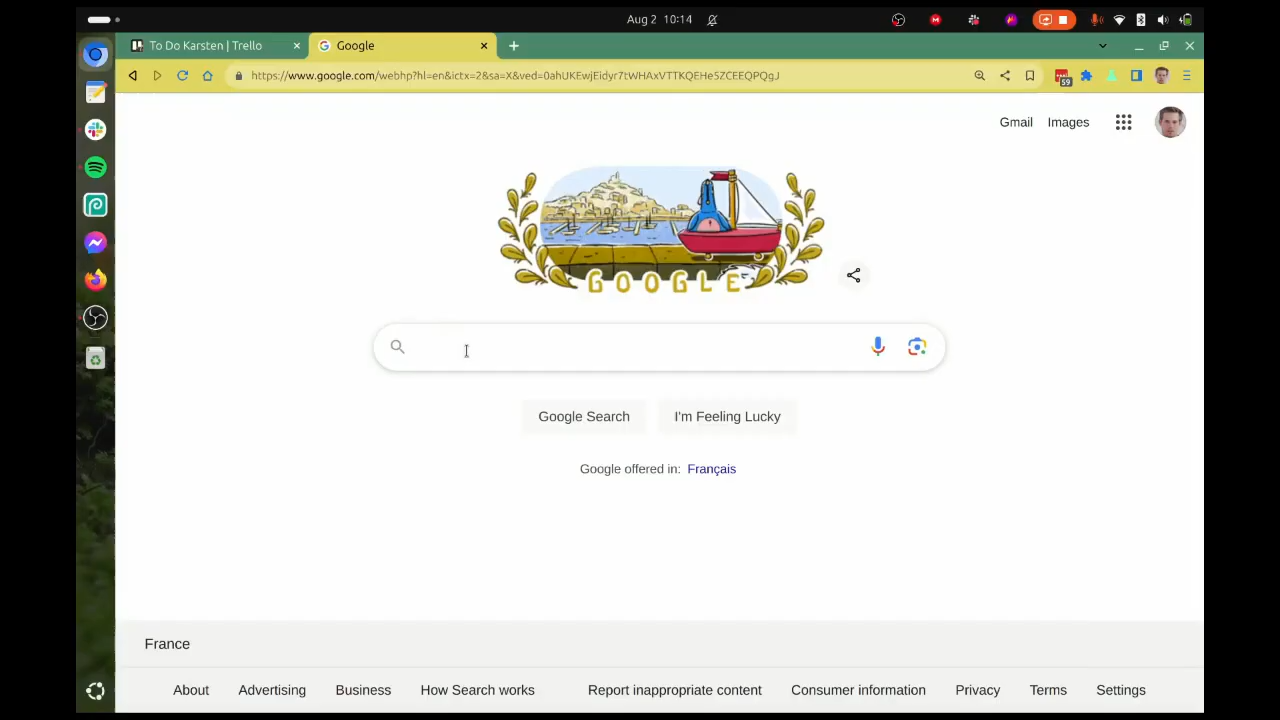 Aug 2 10:14
To Do Karsten | Trello
Google
https://www.google.com/webhp?hl=en&ictx=2&sa=X&ved=0ahUKEwjEidyr7tWHAxVTTKQEHe5ZCEEQPQgJ
59
Gmail Images
GOOGLE
Google Search I'm Feeling Lucky
Google offered in: Français
France
About Advertising Business How Search works Report inappropriate content Consumer information Privacy Terms Settings